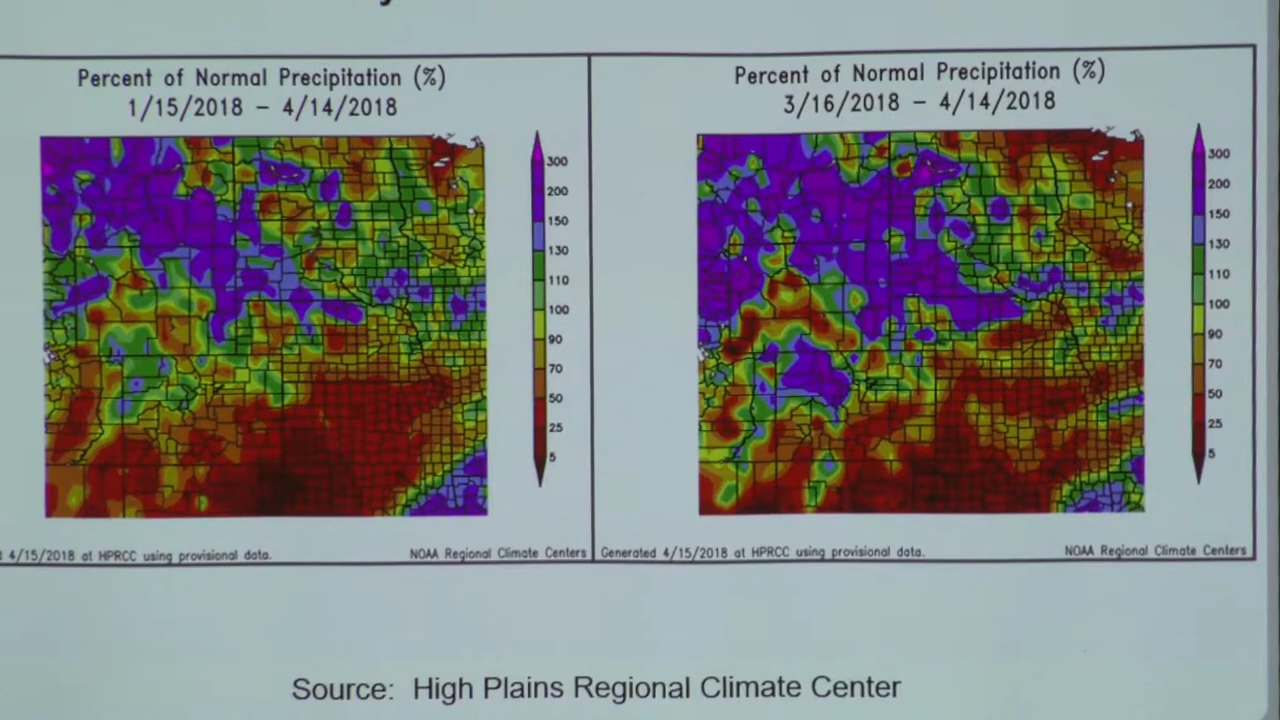 Percent of Normal Precipitation (%)
1/15/2018 – 4/14/2018
300
200
150
130
110
100
90
70
50
25
5
4/15/2018 at HPRCC using provisional data.
NOAA Regional Climate Centers
Percent of Normal Precipitation (%)
3/16/2018 – 4/14/2018
300
200
150
130
110
100
90
70
50
25
5
Generated 4/15/2018 at HPRCC using provisional data.
NOAA Regional Climate Centers
Source: High Plains Regional Climate Center